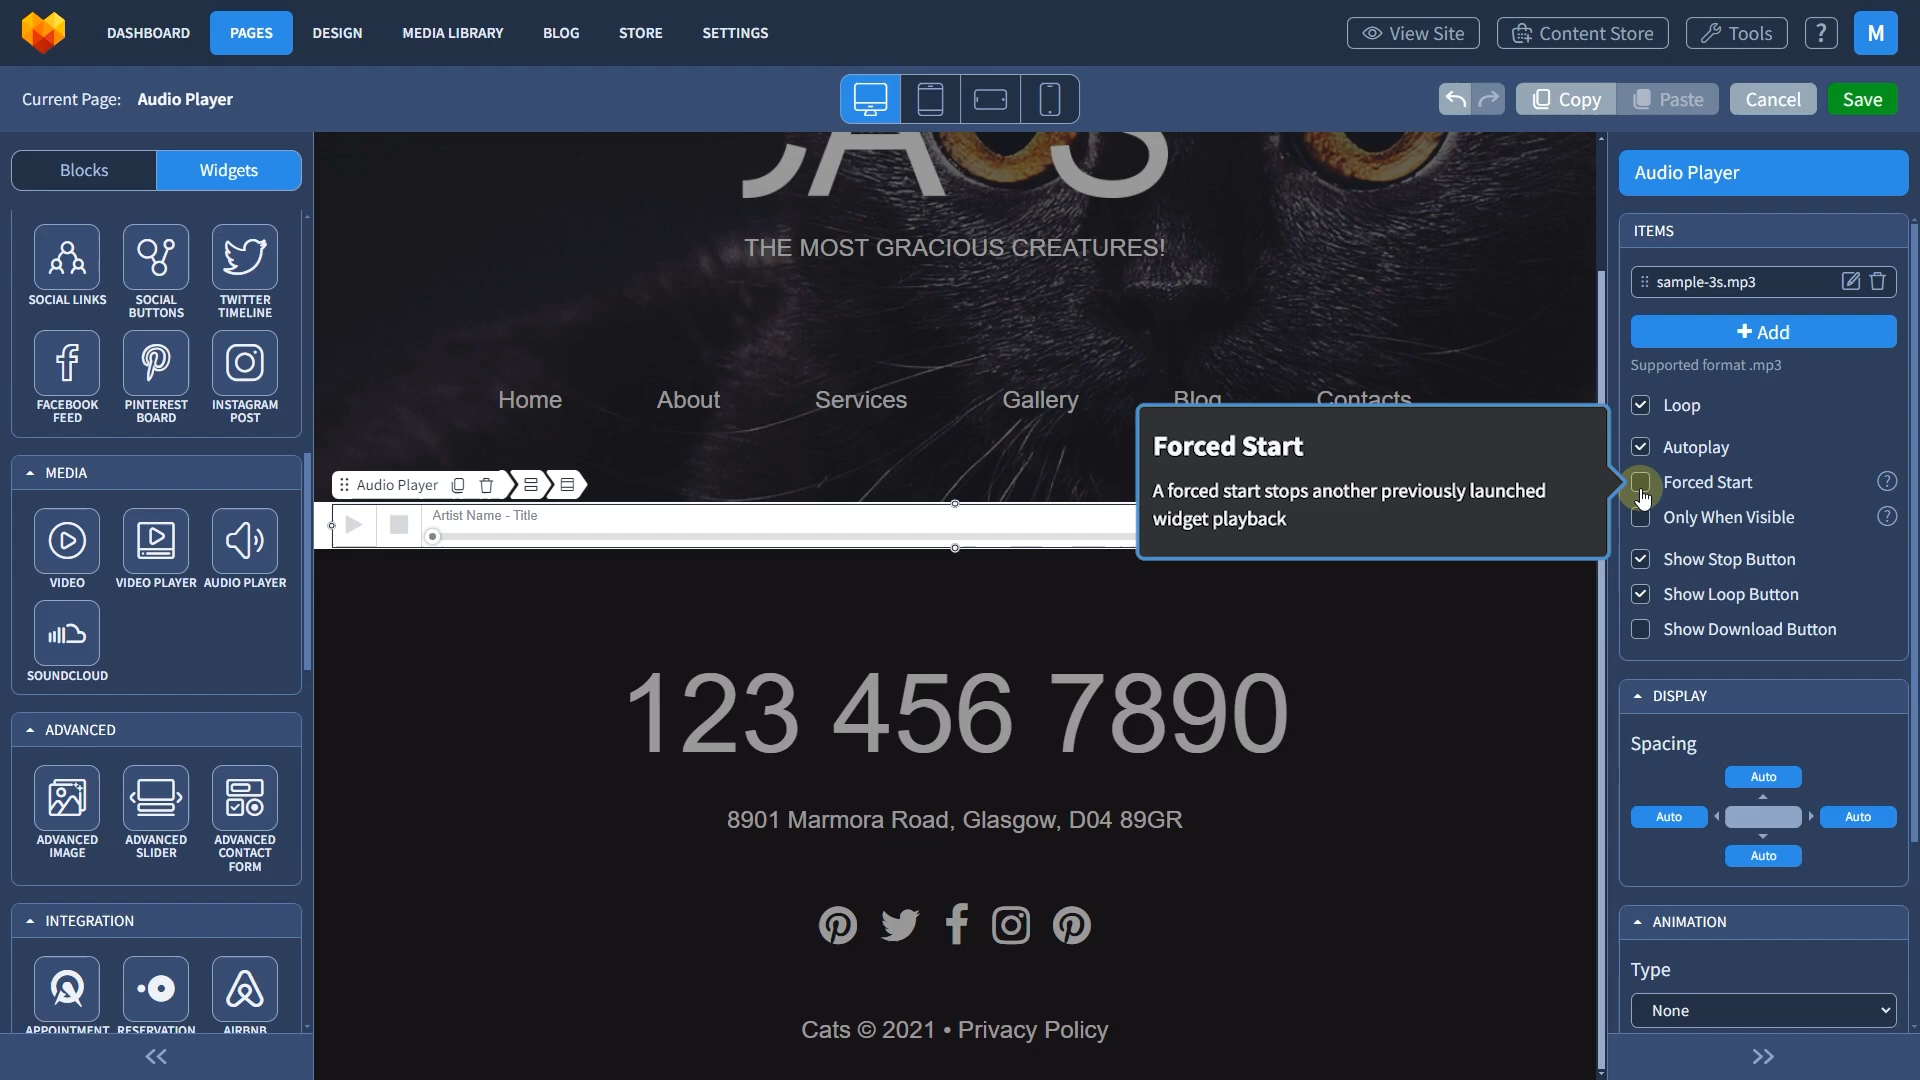 DASHBOARD
PAGES
DESIGN
MEDIA LIBRARY
BLOG
STORE
SETTINGS
View Site
Content Store
Tools
?
M
Current Page: Audio Player
Copy
Paste
Cancel
Save
Blocks
Widgets
SOCIAL LINKS
SOCIAL
BUTTONS
TWITTER
TIMELINE
FACEBOOK
FEED
PINTEREST
BOARD
INSTAGRAM
POST
MEDIA
VIDEO
VIDEO PLAYER
AUDIO PLAYER
SOUNDCLOUD
ADVANCED
ADVANCED
IMAGE
ADVANCED
SLIDER
ADVANCED
CONTACT
FORM
INTEGRATION
APPOINTMENT
RESERVATION
AIRBNB
THE MOST GRACIOUS CREATURES!
Home
About
Services
Gallery
Blog
Contacts
Audio Player
Artist Name - Title
Forced Start
A forced start stops another previously launched
widget playback
123 456 7890
8901 Marmora Road, Glasgow, D04 89GR
Cats © 2021 • Privacy Policy
Audio Player
ITEMS
sample-3s.mp3
+ Add
Supported format .mp3
Loop
Autoplay
Forced Start ?
Only When Visible ?
Show Stop Button
Show Loop Button
Show Download Button
DISPLAY
Spacing
Auto
Auto
Auto
Auto
ANIMATION
Type
None